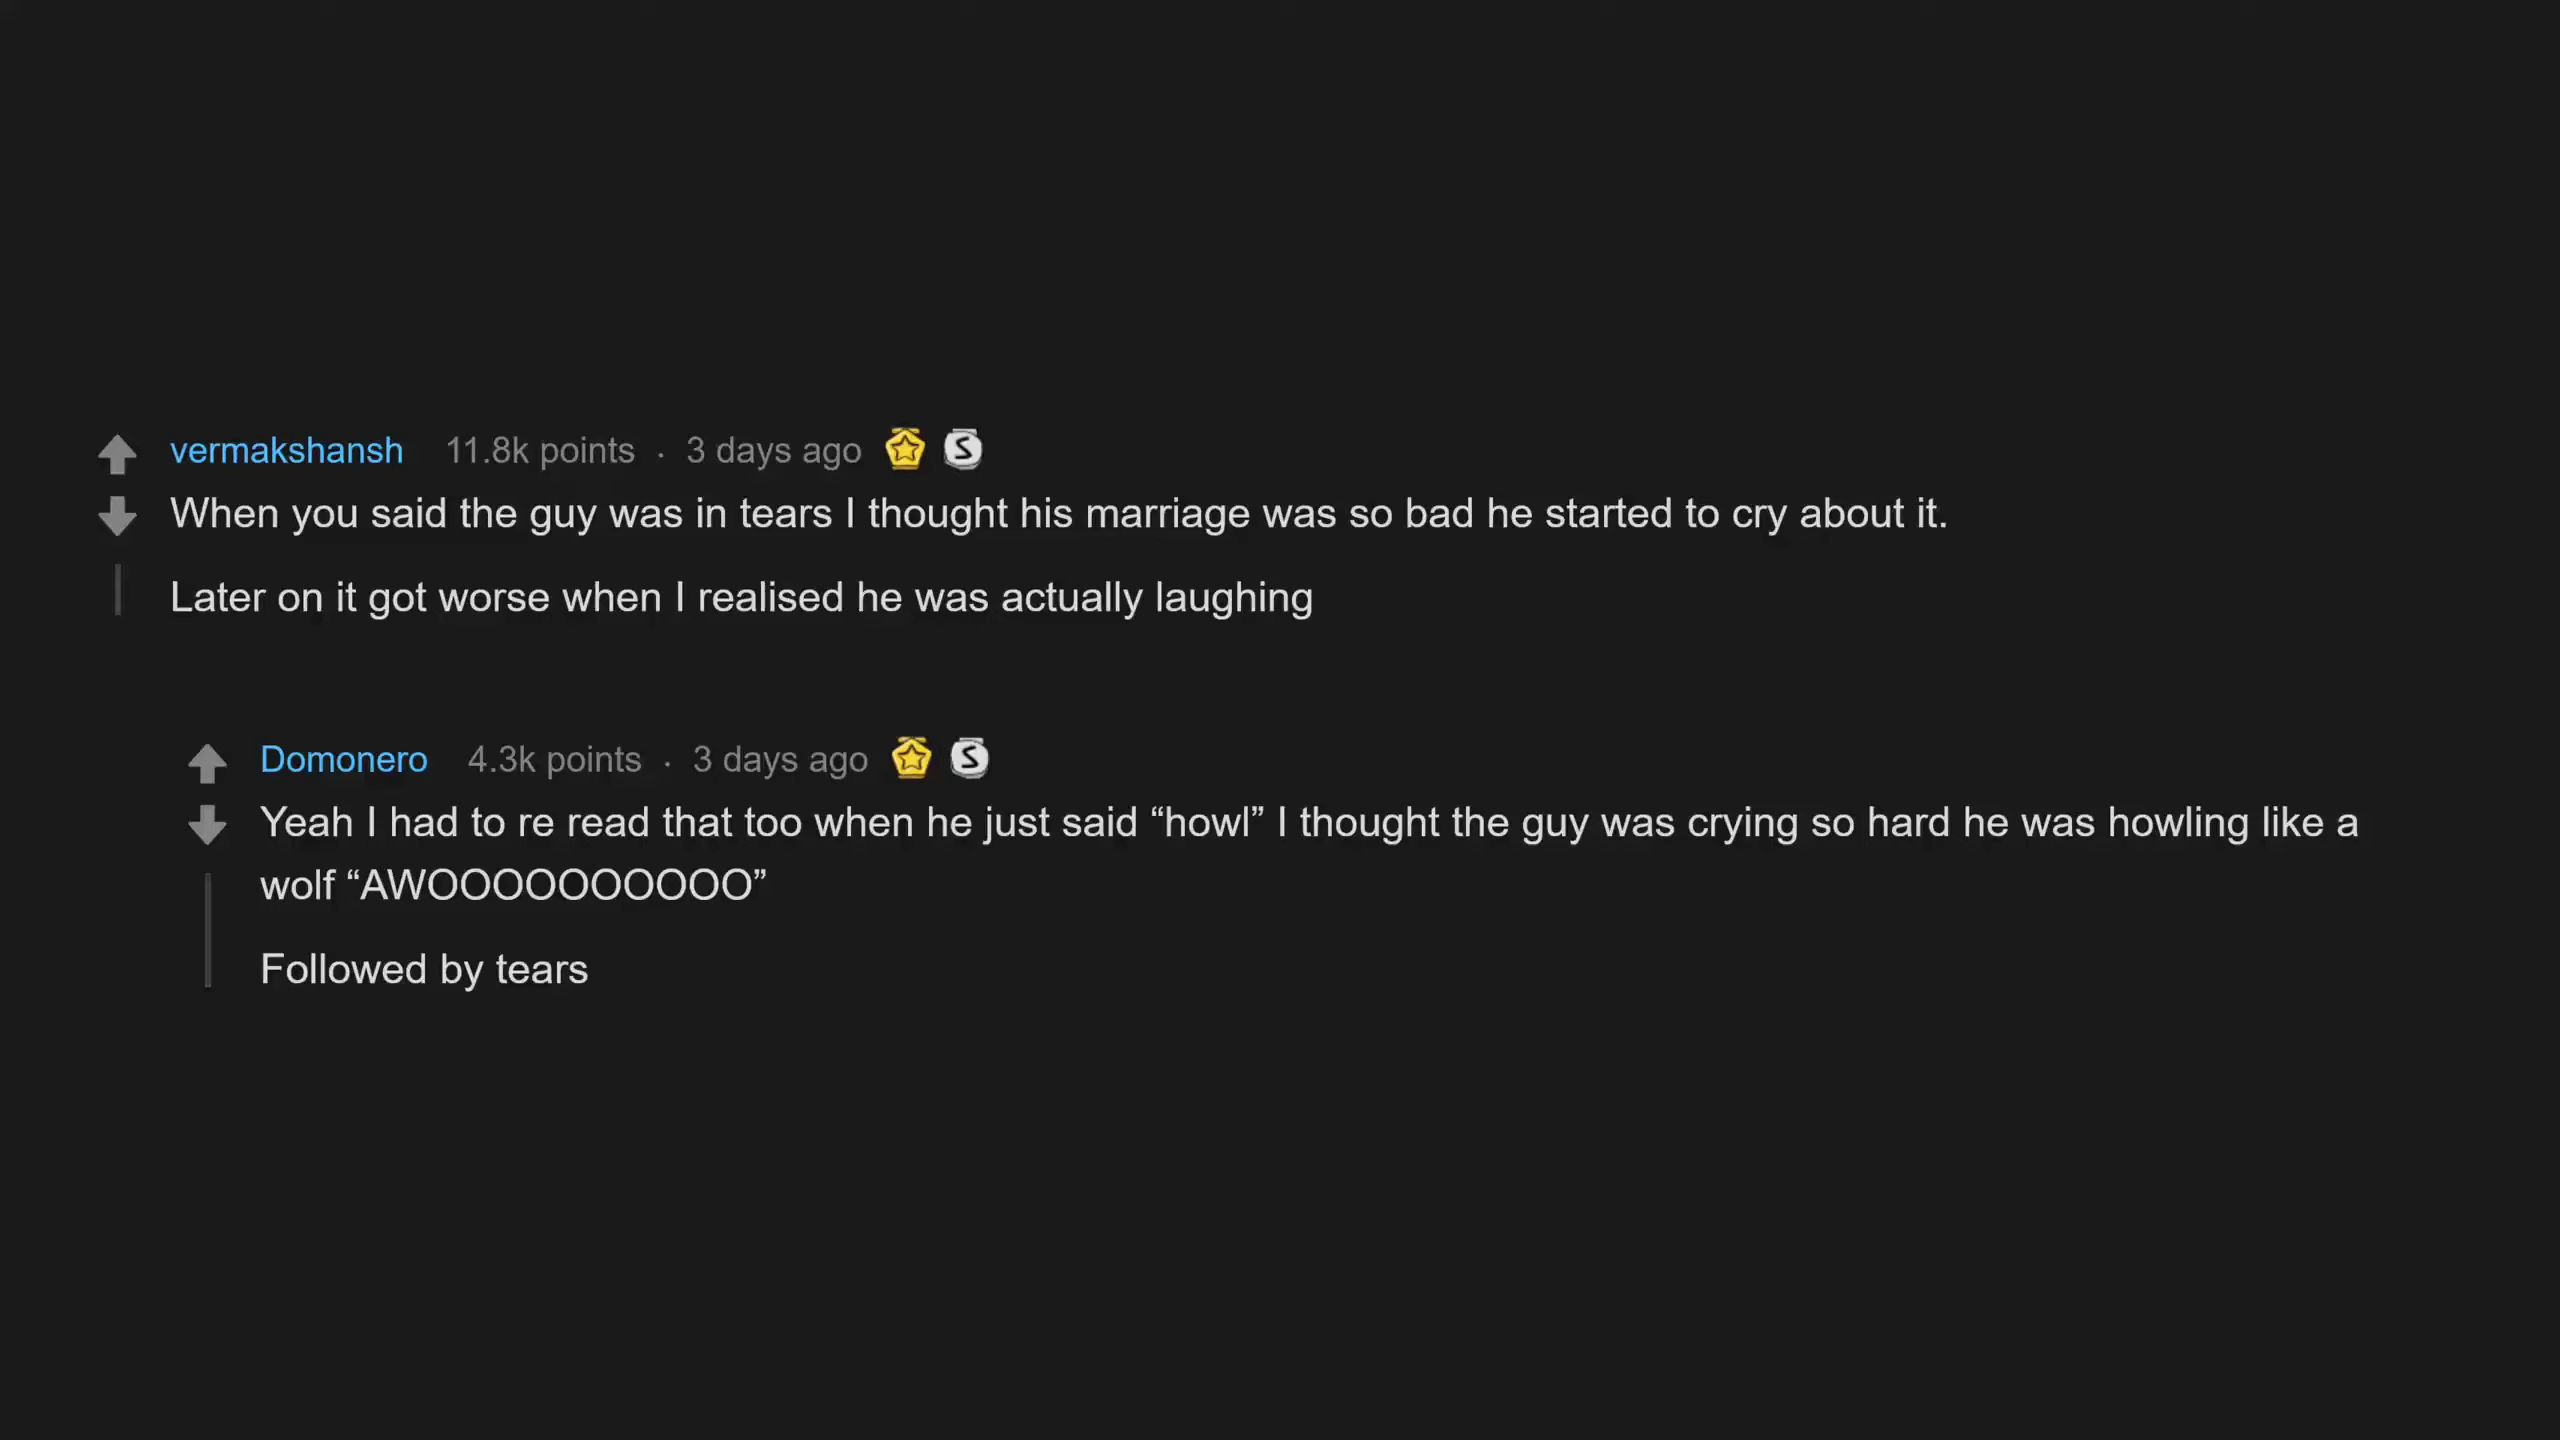 vermakshansh 11.8k points · 3 days ago S
When you said the guy was in tears I thought his marriage was so bad he started to cry about it.
Later on it got worse when I realised he was actually laughing
Domonero 4.3k points · 3 days ago S
Yeah I had to re read that too when he just said “howl” I thought the guy was crying so hard he was howling like a
wolf “AWOOOOOOOOOO”
Followed by tears